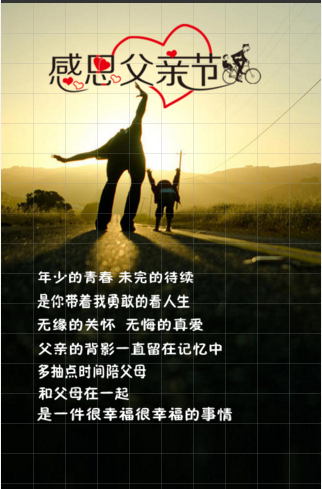 感恩父亲节
年少的青春 未完的待续
是你带着我勇敢的看人生
无缘的关怀 无悔的真爱
父亲的背影一直留在记忆中
多抽点时间陪父母
和父母在一起
是一件很幸福很幸福的事情